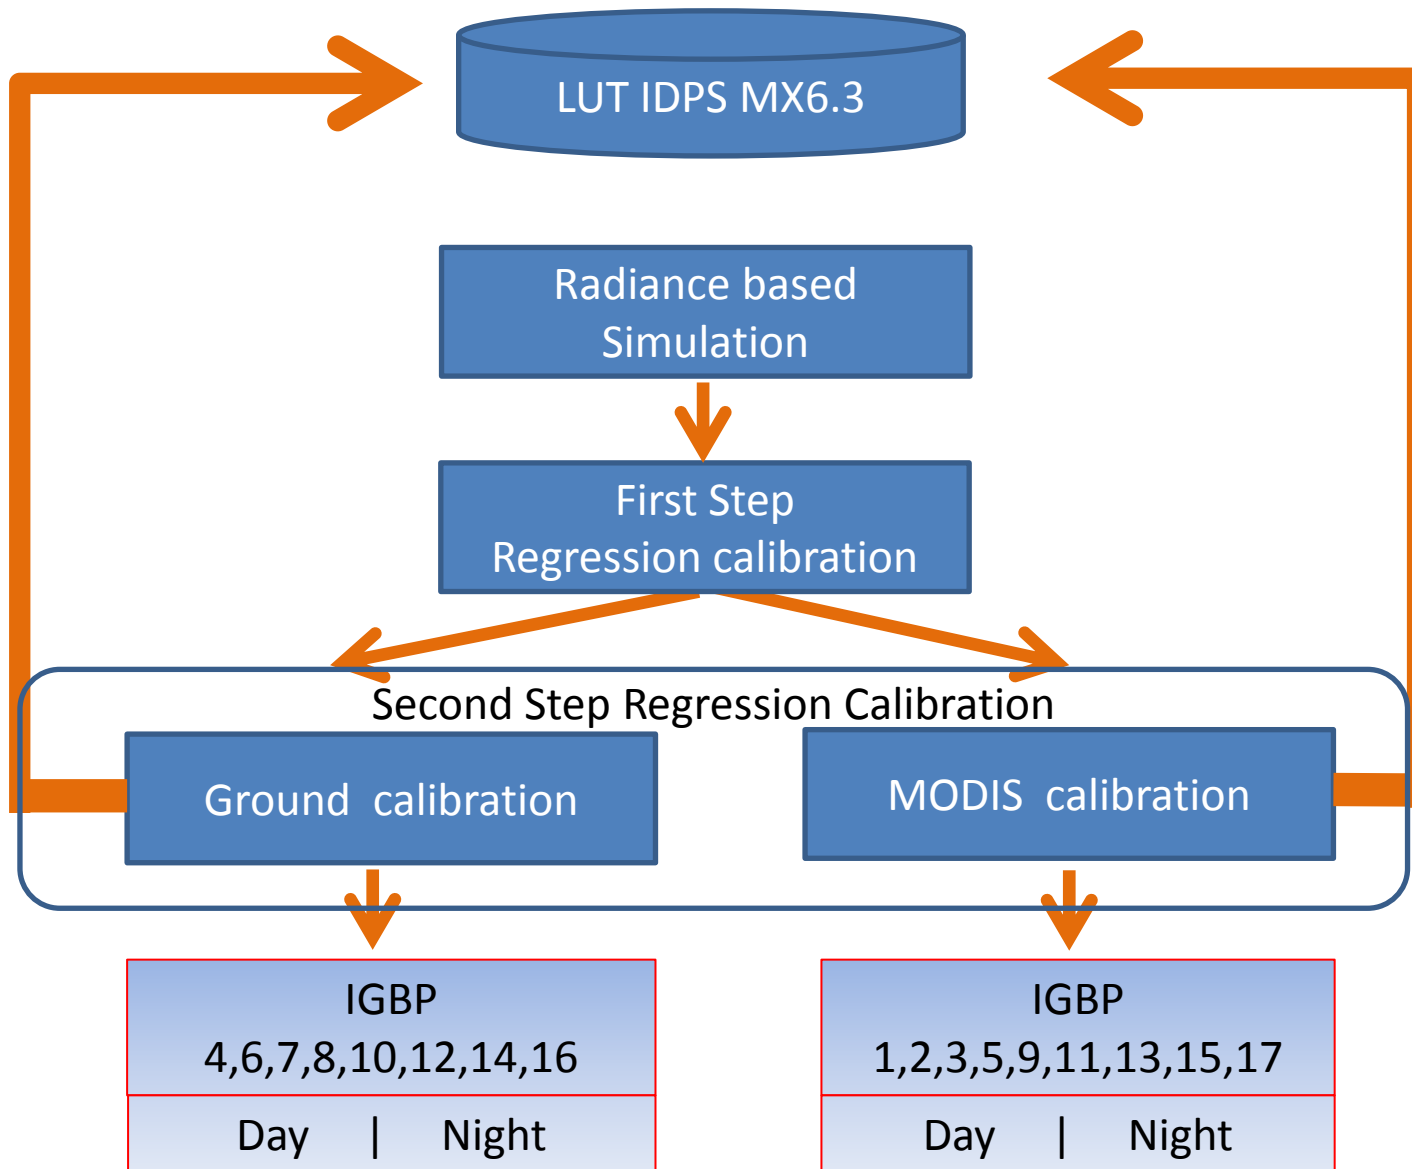 LUT IDPS MX6.3
Radiance based
Simulation
First Step
Regression calibration
Second Step Regression Calibration
Ground calibration
MODIS calibration
IGBP
4,6,7,8,10,12,14,16
Day | Night
IGBP
1,2,3,5,9,11,13,15,17
Day | Night